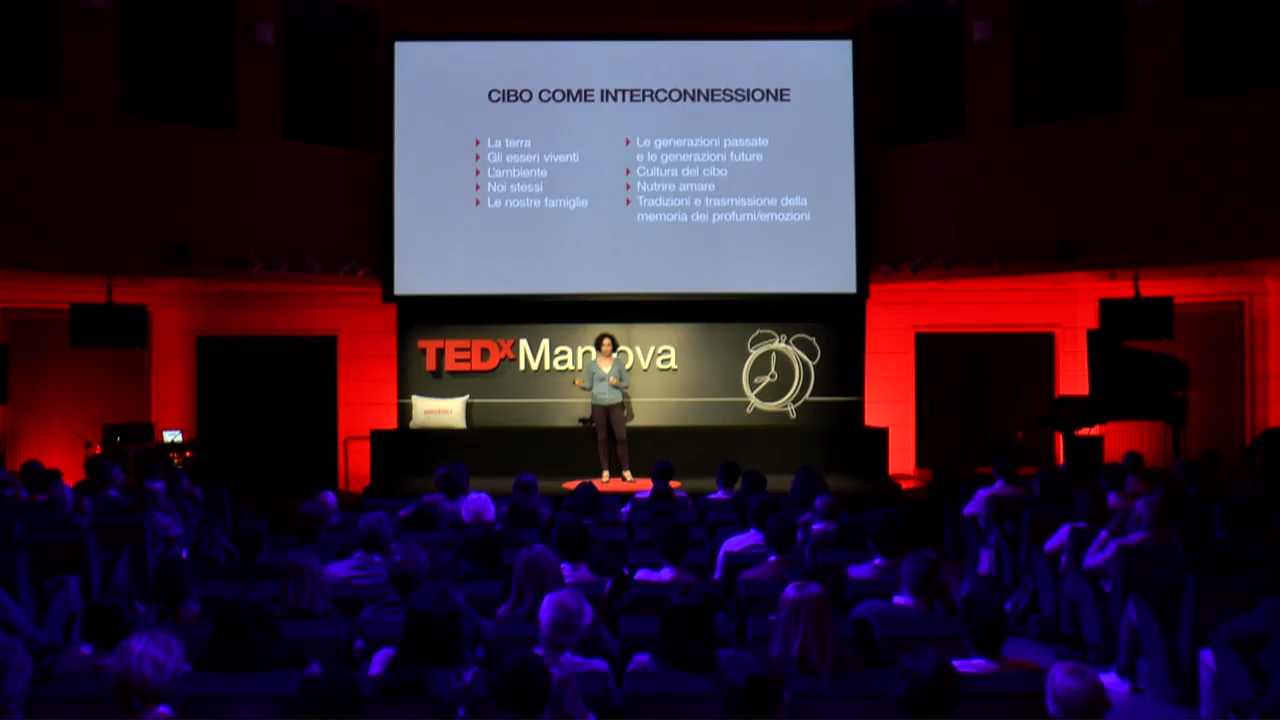 CIBO COME INTERCONNESSIONE
La terra
Gli esseri viventi
L'ambiente
Noi stessi
Le nostre famiglie
Le generazioni passate
e le generazioni future
Cultura del cibo
Nutrire amare
Tradizioni e trasmissione della
memoria dei profumi/emozioni
TEDx